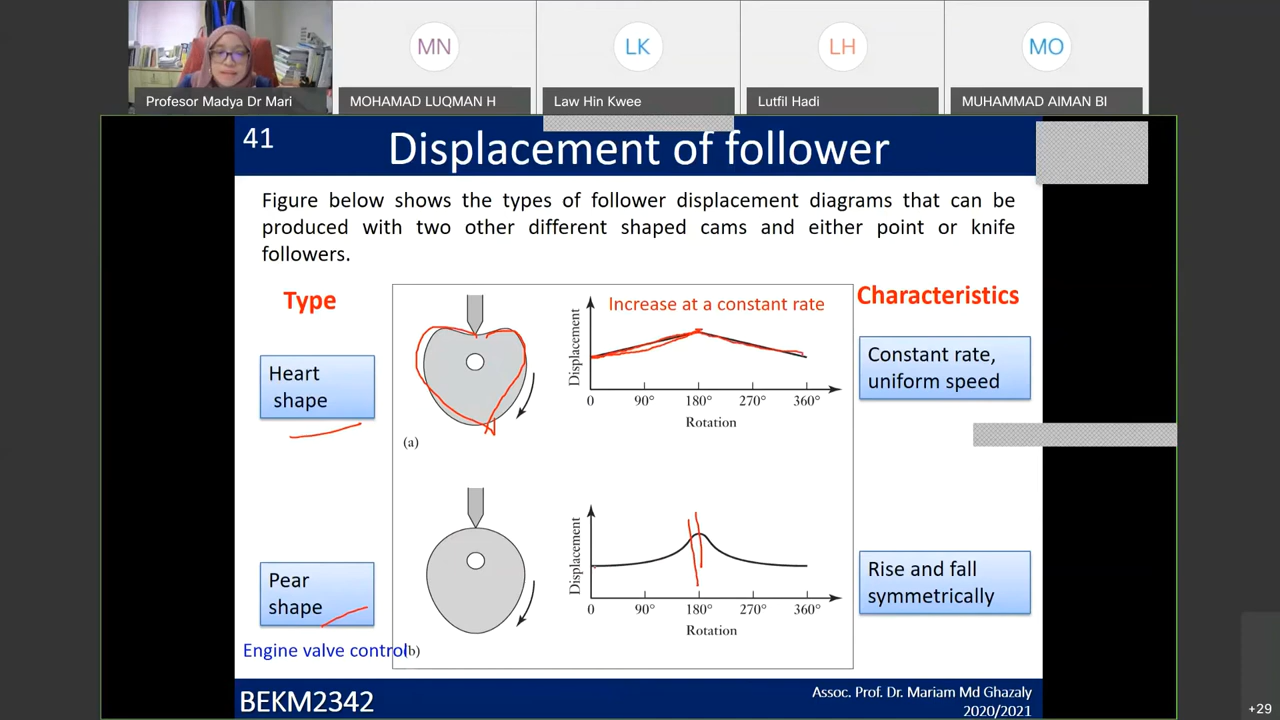 MN
LK
LH
MO
Profesor Madya Dr Mari
MOHAMAD LUQMAN H
Law Hin Kwee
Lutfil Hadi
MUHAMMAD AIMAN BI
41
Displacement of follower
Figure below shows the types of follower displacement diagrams that can be
produced with two other different shaped cams and either point or knife
followers.
Type
Characteristics
Heart
shape
(a)
Displacement
Increase at a constant rate
0 90° 180° 270° 360°
Rotation
Constant rate,
uniform speed
Pear
shape
Engine valve control
(b)
Displacement
0 90° 180° 270° 360°
Rotation
Rise and fall
symmetrically
BEKM2342
Assoc. Prof. Dr. Mariam Md Ghazaly
2020/2021
+29